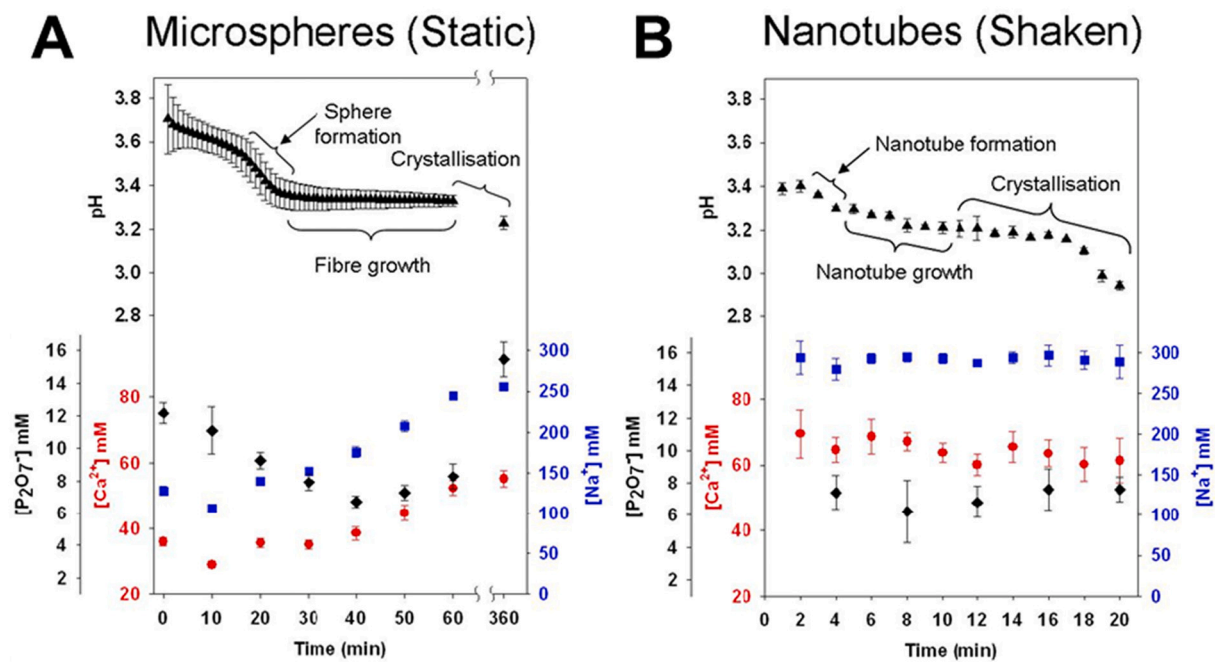 A Microspheres (Static)
3.8
3.6
3.4
3.2
3.0
2.8
pH
Sphere
formation
Crystallisation
Fibre growth
16
14
12
10
8
6
4
2
[P₂O₇⁻] mM
80
60
40
20
[Ca²⁺] mM
300
250
200
150
100
50
0
[Na⁺] mM
0 10 20 30 40 50 60 360
Time (min)
B Nanotubes (Shaken)
3.8
3.6
3.4
3.2
3.0
2.8
pH
Nanotube formation
Crystallisation
Nanotube growth
16
14
12
10
8
6
4
2
[P₂O₇⁻] mM
80
60
40
20
[Ca²⁺] mM
300
250
200
150
100
50
0
[Na⁺] mM
0 2 4 6 8 10 12 14 16 18 20
Time (min)